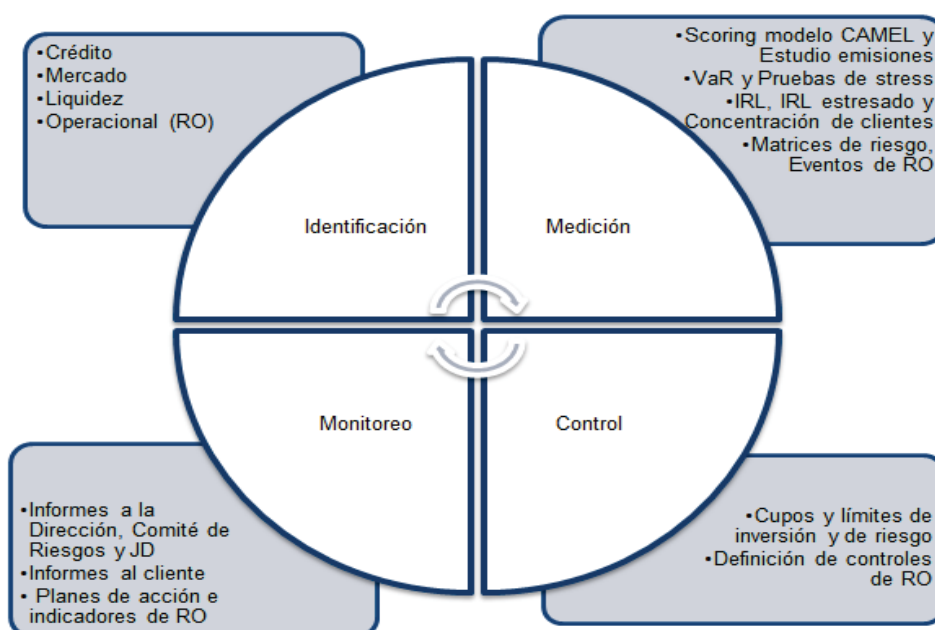 •Crédito
•Mercado
•Liquidez
•Operacional (RO)
•Scoring modelo CAMEL y
Estudio emisiones
•VaR y Pruebas de stress
•IRL, IRL estresado y
Concentración de clientes
•Matrices de riesgo,
Eventos de RO
Identificación
Medición
Monitoreo
Control
•Informes a la
Dirección, Comité de
Riesgos y JD
•Informes al cliente
• Planes de acción e
indicadores de RO
•Cupos y límites de
inversión y de riesgo
•Definición de controles
de RO